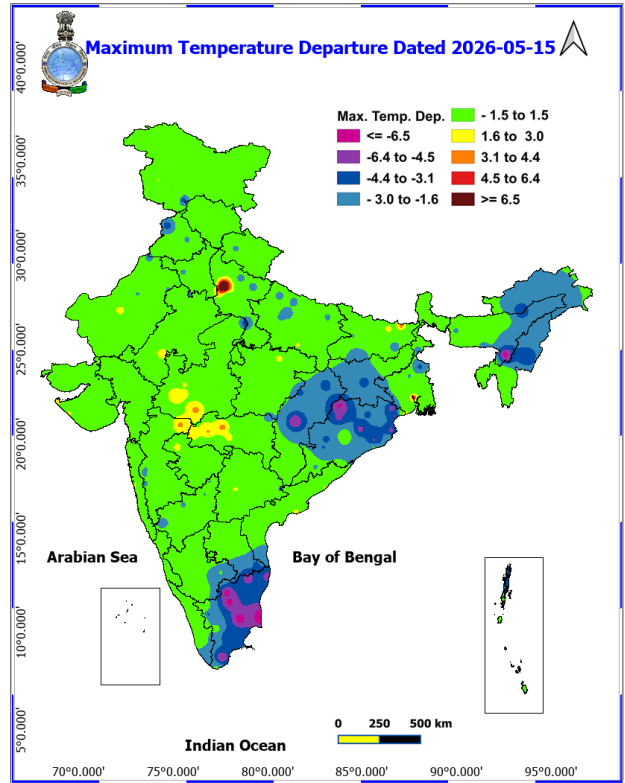 Maximum Temperature Departure Dated 2026-05-15
Max. Temp. Dep.
<= -6.5
-6.4 to -4.5
-4.4 to -3.1
- 3.0 to -1.6
- 1.5 to 1.5
1.6 to 3.0
3.1 to 4.4
4.5 to 6.4
>= 6.5
40°0.000'
35°0.000'
30°0.000'
25°0.000'
20°0.000'
15°0.000'
10°0.000'
5°0.000'
Arabian Sea
Bay of Bengal
Indian Ocean
0 250 500 km
70°0.000' 75°0.000' 80°0.000' 85°0.000' 90°0.000' 95°0.000'